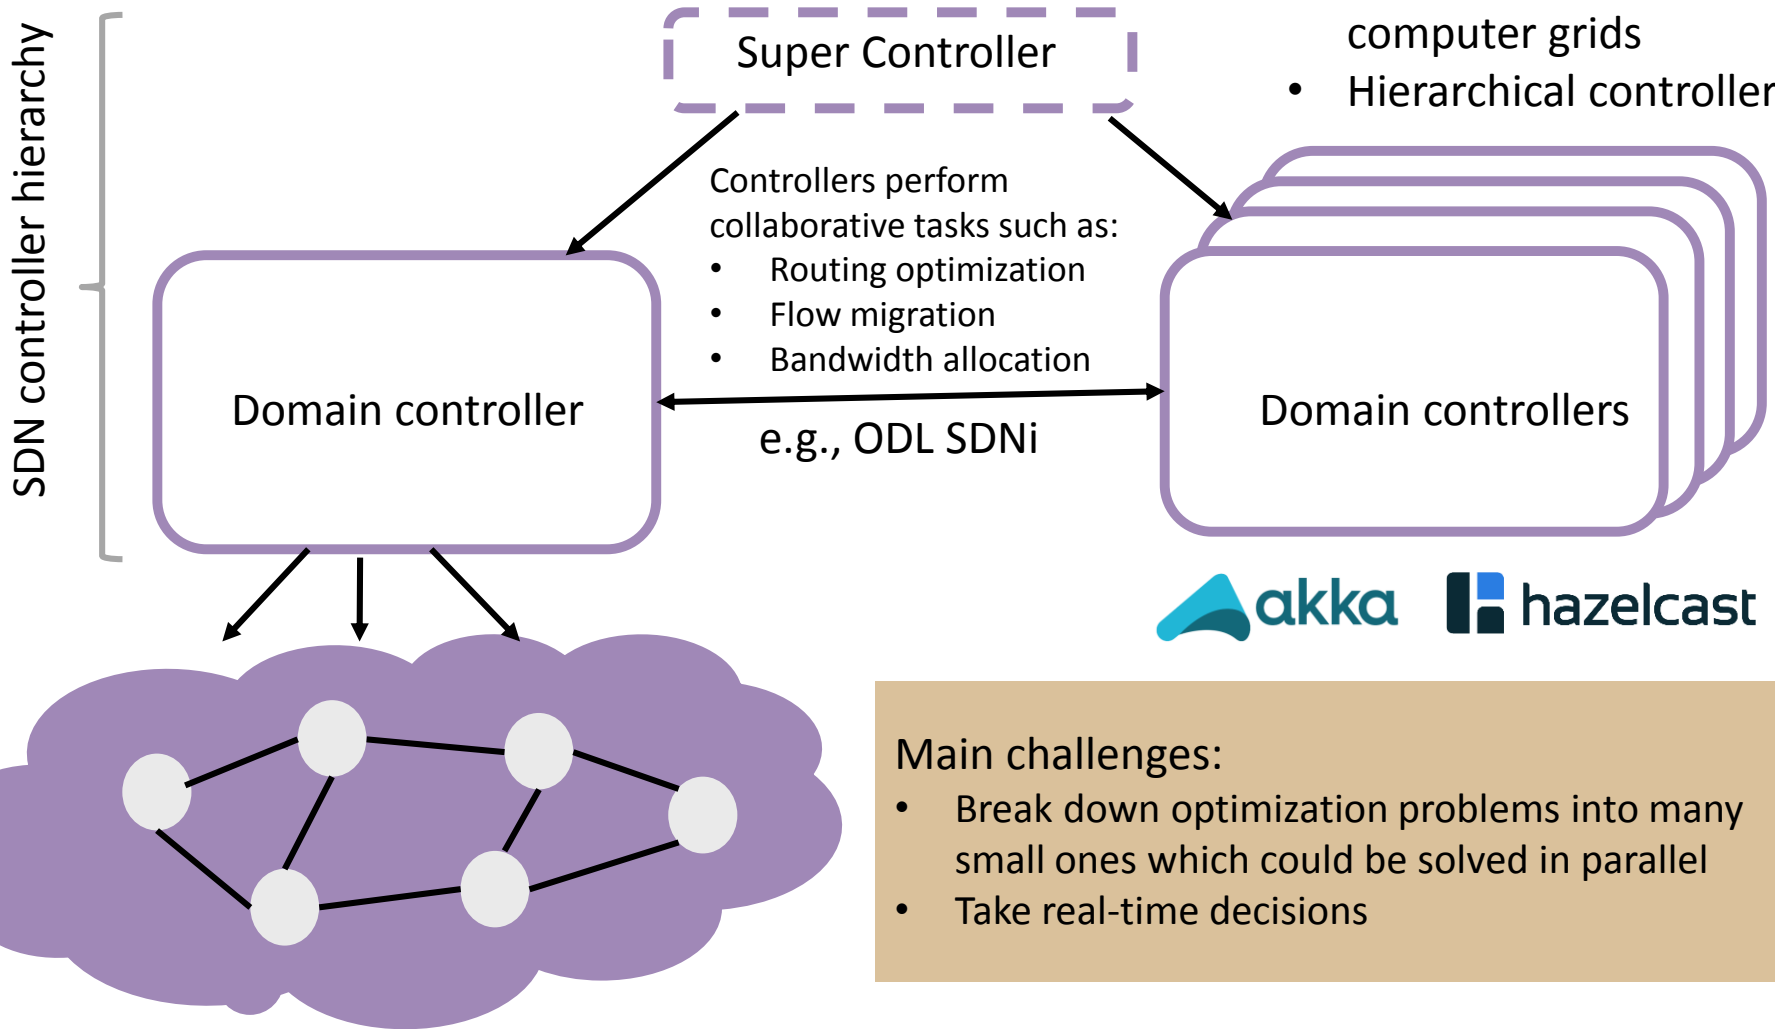 SDN controller hierarchy
Super Controller
computer grids
• Hierarchical controller
Controllers perform
collaborative tasks such as:
• Routing optimization
• Flow migration
• Bandwidth allocation
Domain controller
e.g., ODL SDNi
Domain controllers
akka
hazelcast
Main challenges:
• Break down optimization problems into many
small ones which could be solved in parallel
• Take real-time decisions